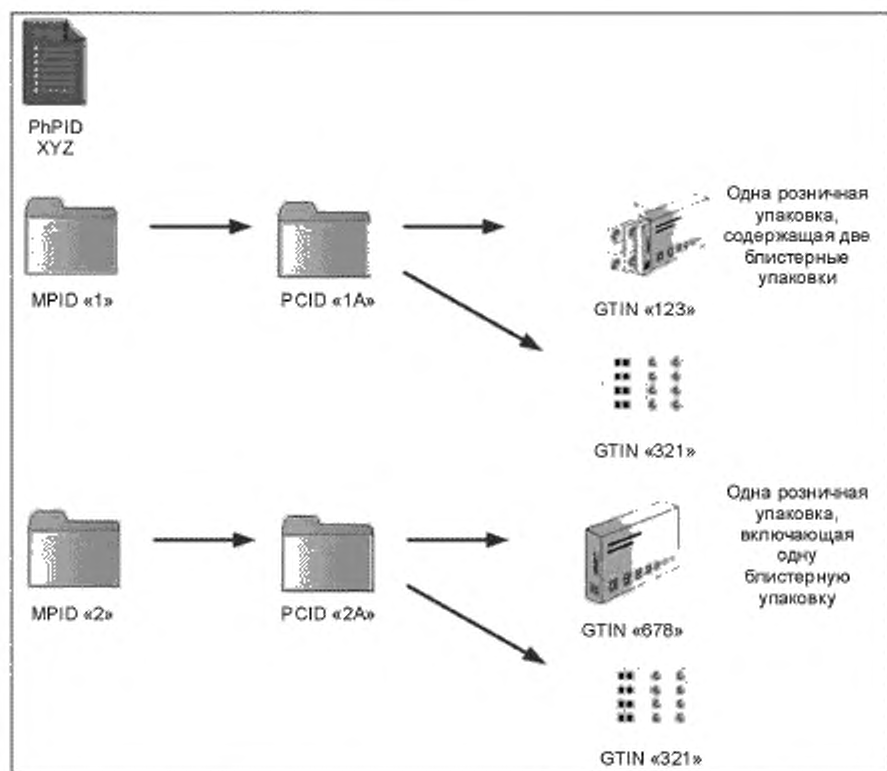 PhPID
XYZ
MPID «1»
PCID «1A»
GTIN «123»
Одна розничная
упаковка,
содержащая две
блистерные
упаковки
GTIN «321»
MPID «2»
PCID «2A»
GTIN «678»
Одна розничная
упаковка,
включающая
одну
блистерную
упаковку
GTIN «321»